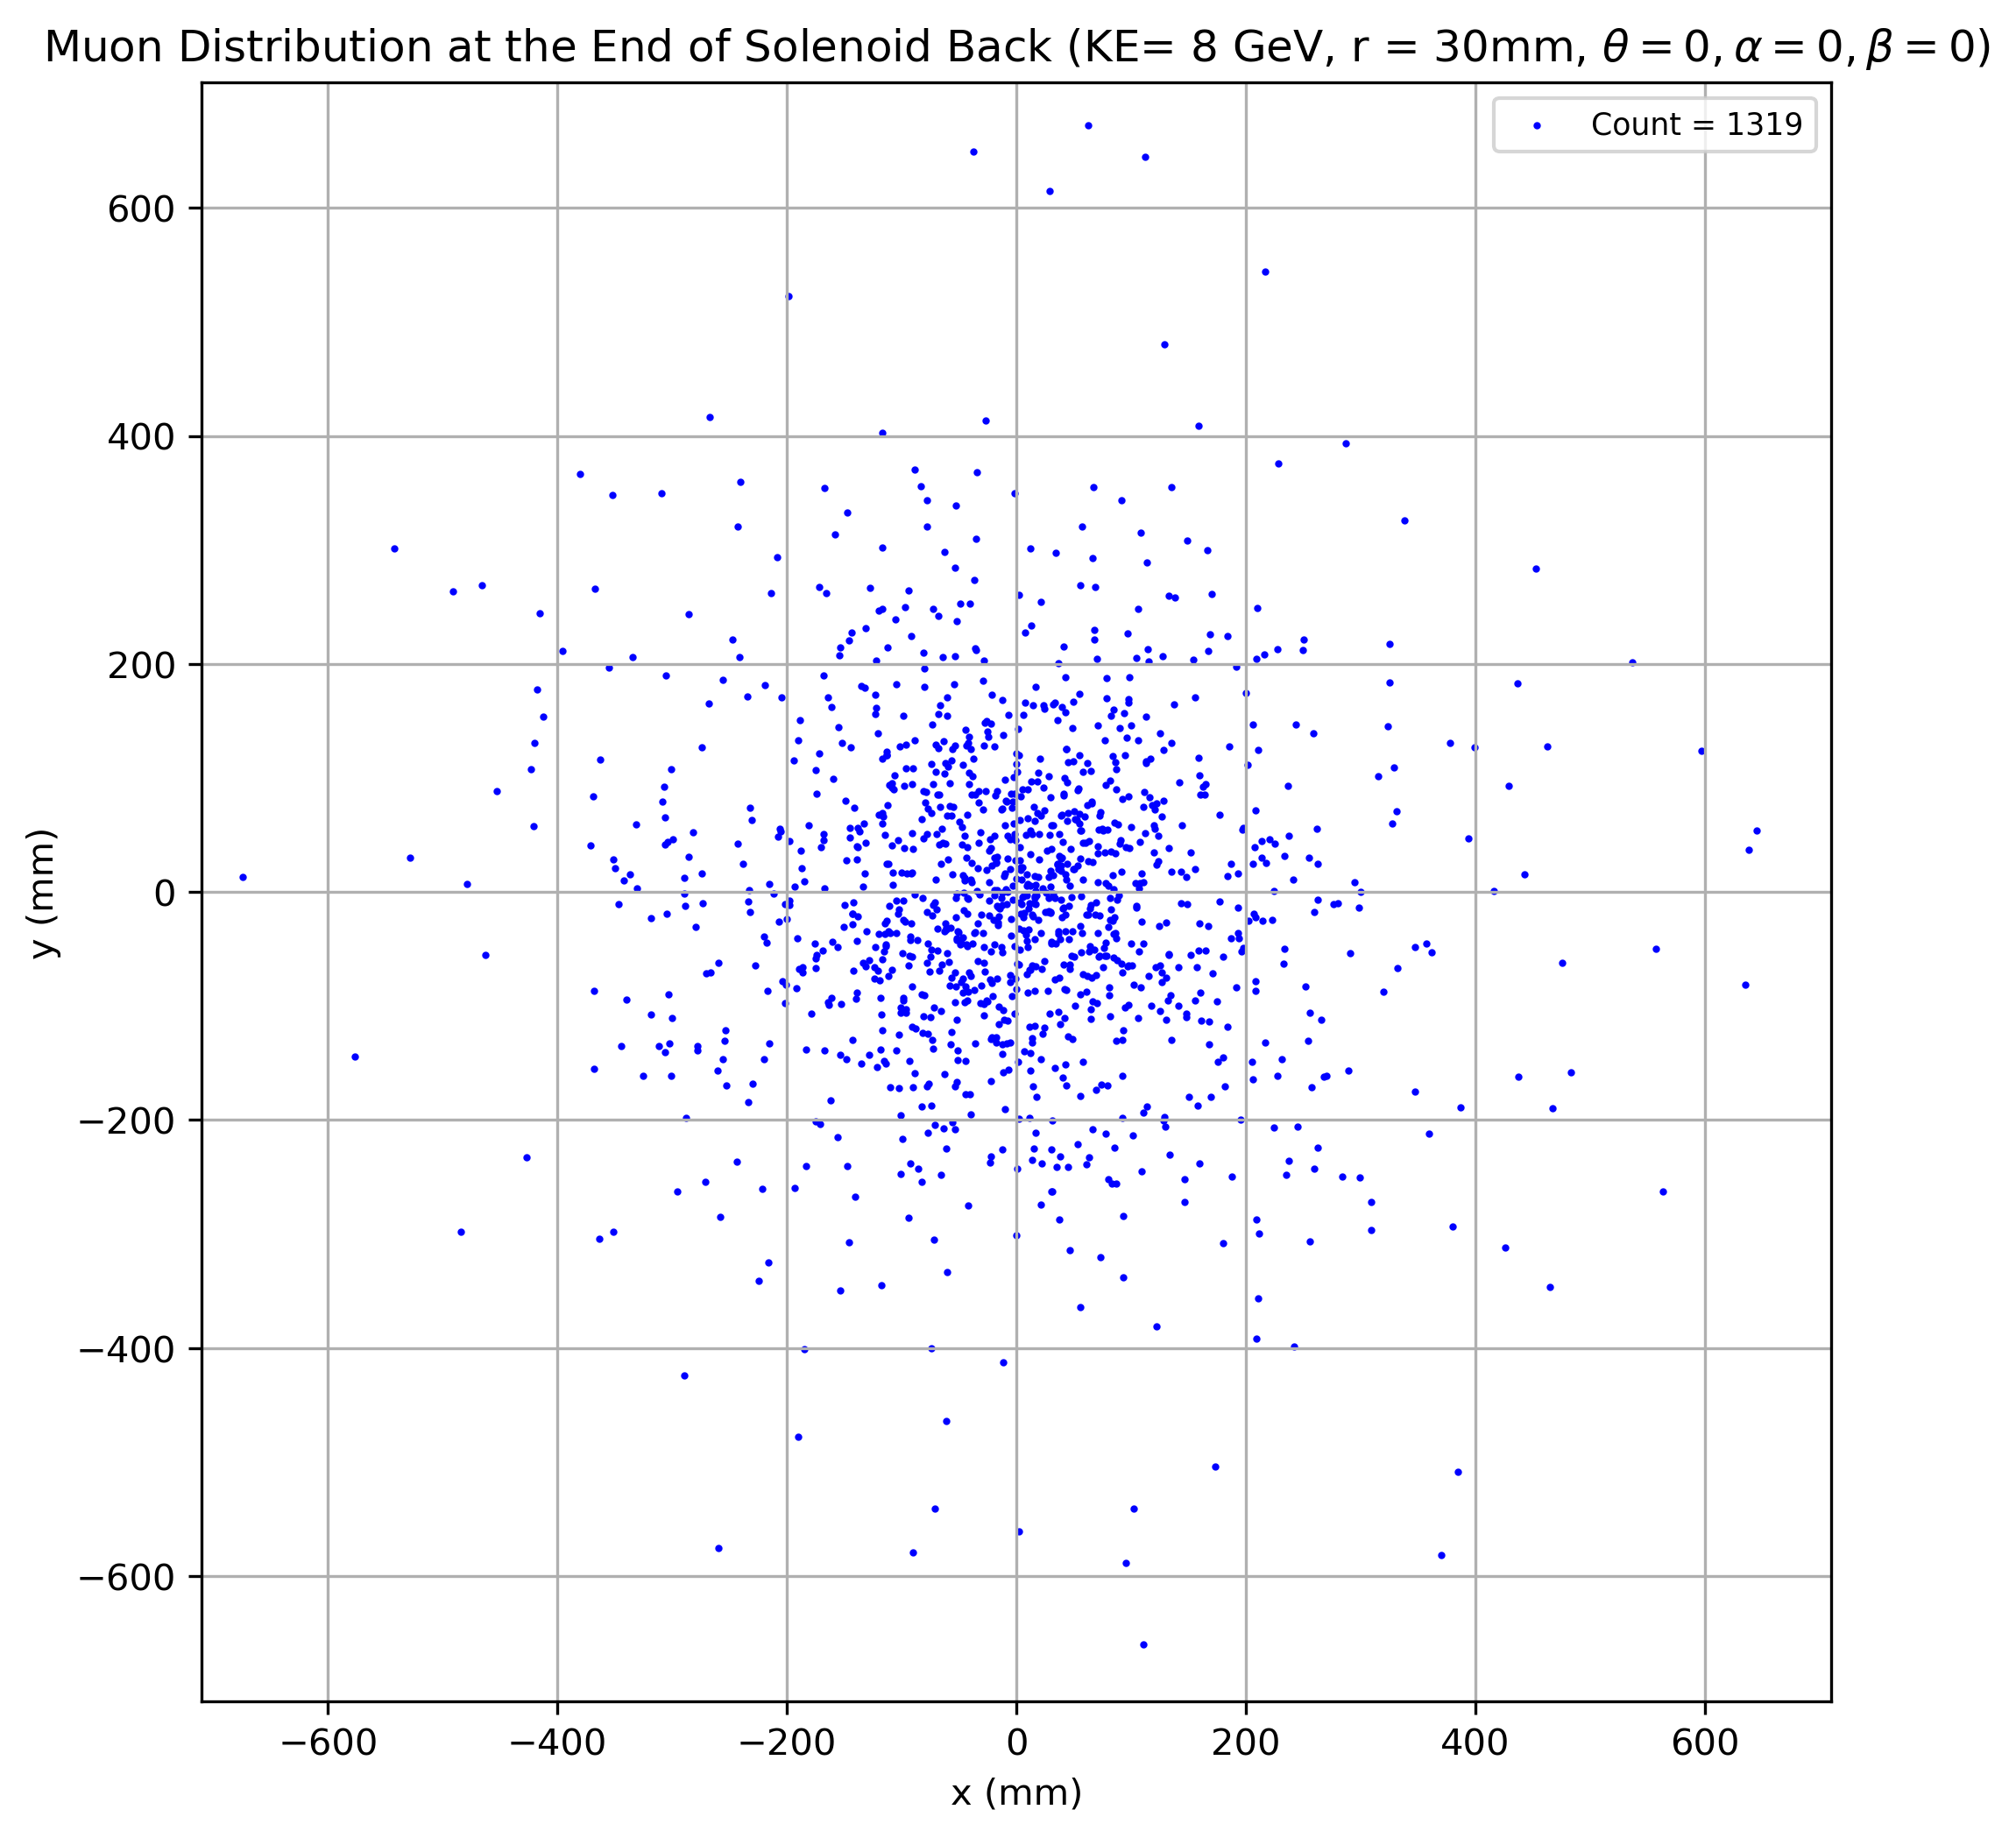 Muon Distribution at the End of Solenoid Back (KE= 8 GeV, r = 30mm, θ = 0, α = 0, β = 0)
Count = 1319
600
400
200
0
−200
−400
−600
y (mm)
−600 −400 −200 0 200 400 600
x (mm)